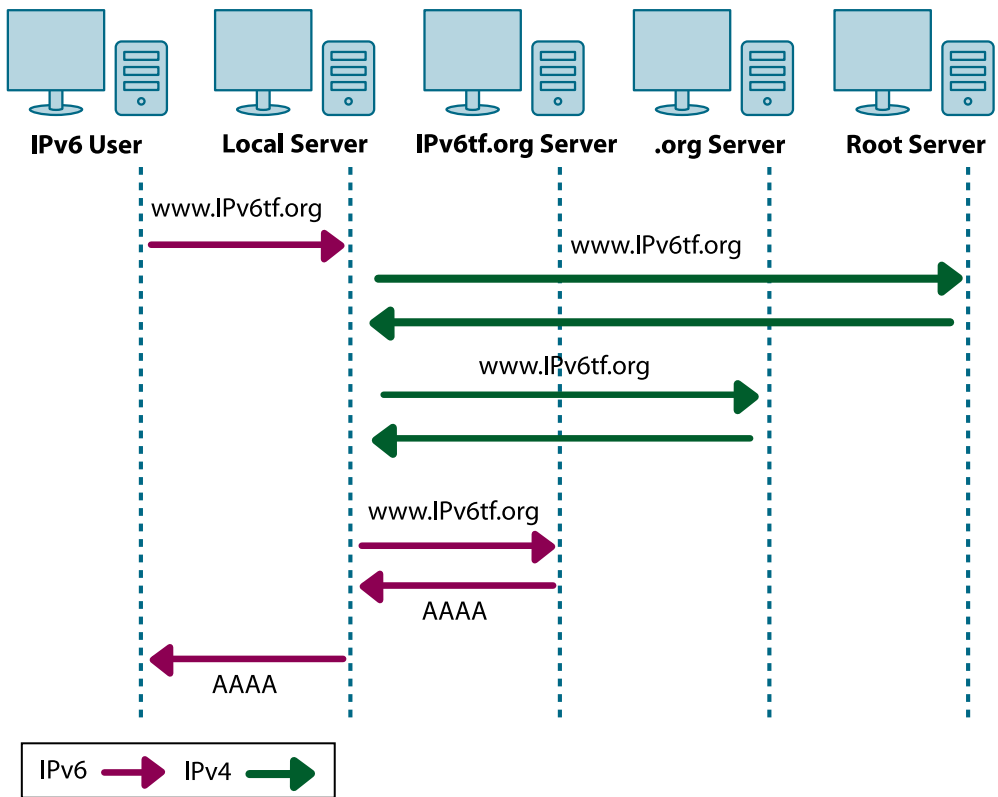 IPv6 User
Local Server
IPv6tf.org Server
.org Server
Root Server
www.IPv6tf.org
www.IPv6tf.org
www.IPv6tf.org
www.IPv6tf.org
AAAA
AAAA
IPv6
IPv4